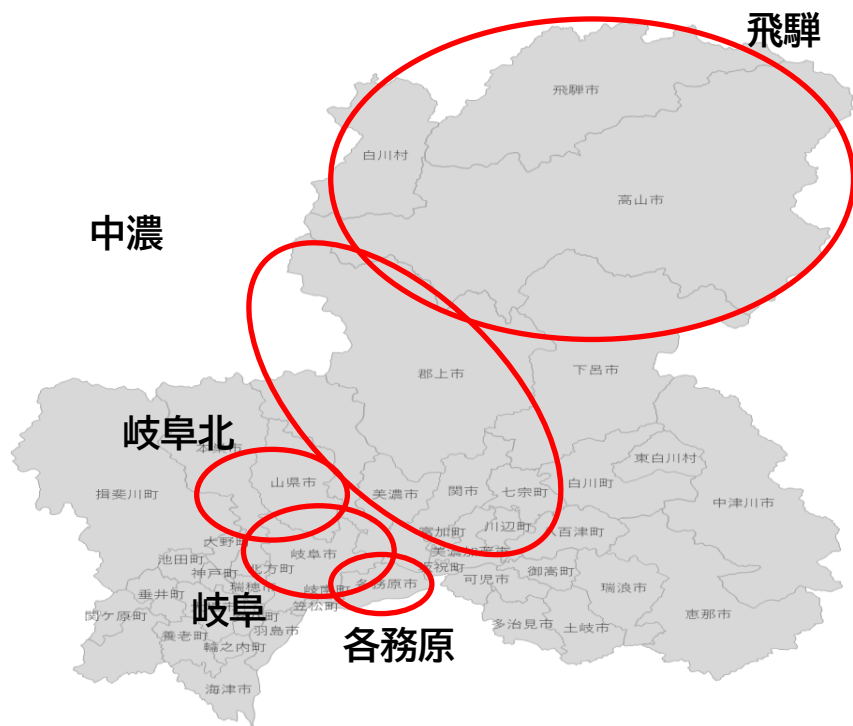 飛騨
飛騨市
白川村
高山市
中濃
郡上市
下呂市
岐阜北
東白川村
山県市
美濃市
関市
七宗町
白川町
揖斐川町
中津川市
富加町
川辺町
八百津町
大野町
岐阜市
池田町
北方町
御嵩町
神戸町
各務原市
可児市
瑞浪市
垂井町
瑞穂市
岐南町
笠松町
関ケ原町
岐阜
恵那市
羽島市
多治見市
土岐市
養老町
輪之内町
各務原
海津市